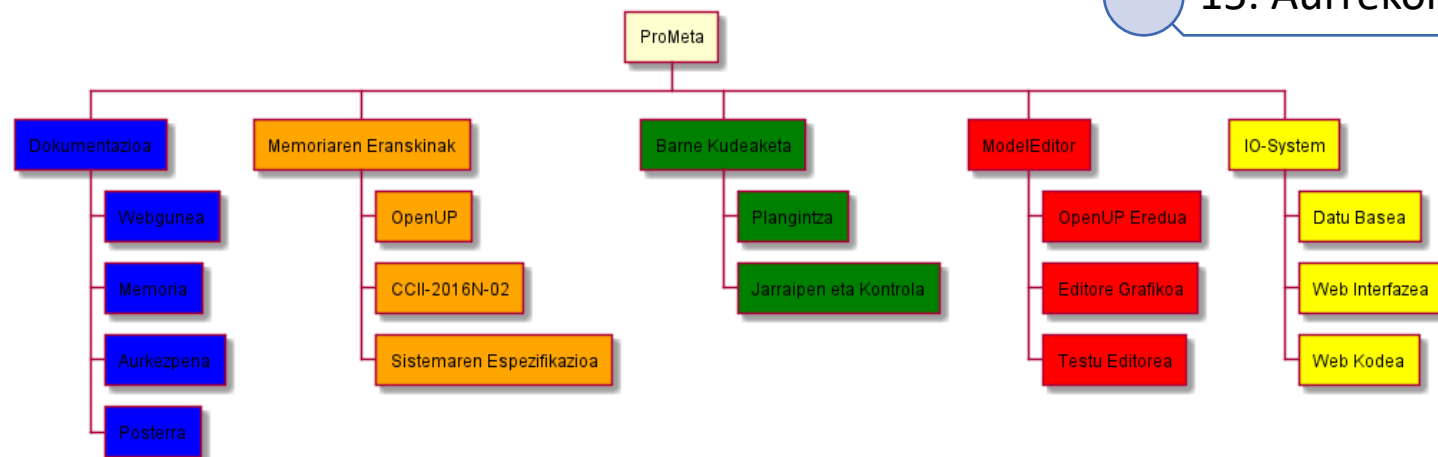 15.
ProMeta
Dokumentazioa
Webgunea
Memoria
Aurkezpena
Posterra
Memoriaren Eranskinak
OpenUP
CCII-2016N-02
Sistemaren Espezifikazioa
Barne Kudeaketa
Plangintza
Jarraipen eta Kontrola
ModelEditor
OpenUP Eredua
Editore Grafikoa
Testu Editorea
IO-System
Datu Basea
Web Interfazea
Web Kodea